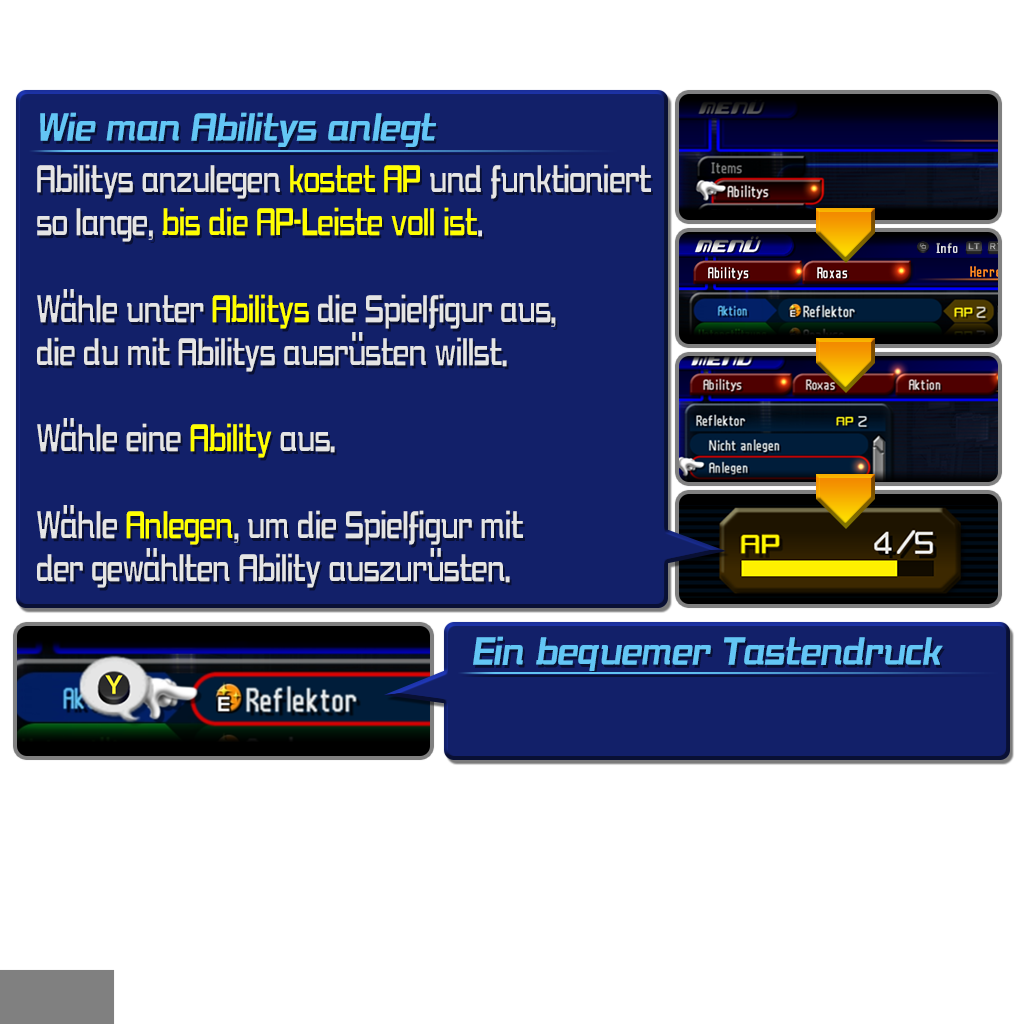 Wie man Abilitys anlegt
Abilitys anzulegen kostet AP und funktioniert
so lange, bis die AP-Leiste voll ist.
Wähle unter Abilitys die Spielfigur aus,
die du mit Abilitys ausrüsten willst.
Wähle eine Ability aus.
Wähle Anlegen, um die Spielfigur mit
der gewählten Ability auszurüsten.
MENÜ
Items
Abilitys
MENÜ
Info LT
Abilitys Roxas
Aktion E Reflektor AP 2
MENÜ
Abilitys Roxas Aktion
Reflektor AP 2
Nicht anlegen
Anlegen
AP 4/5
Y E Reflektor
Ein bequemer Tastendruck